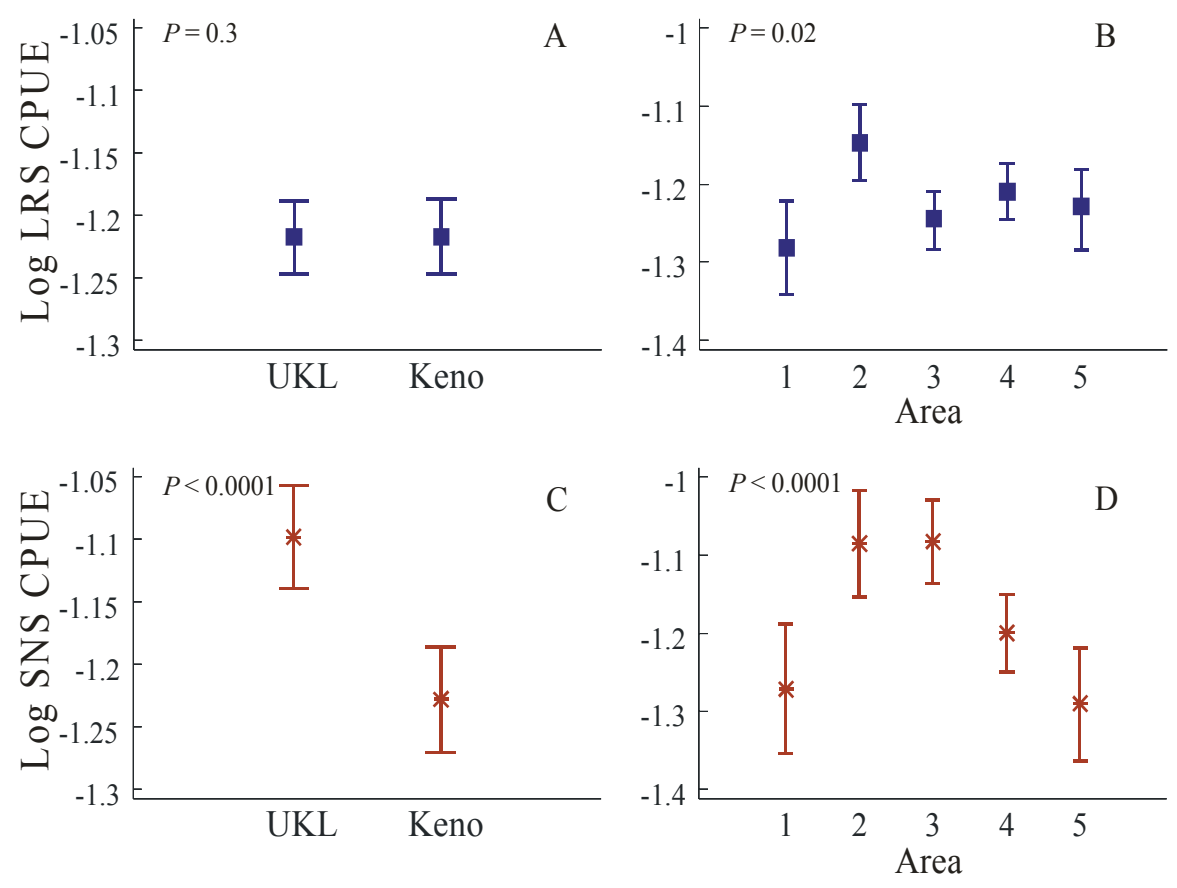 P = 0.3
A
Log LRS CPUE
-1.05
-1.1
-1.15
-1.2
-1.25
-1.3
UKL
Keno
P = 0.02
B
-1
-1.1
-1.2
-1.3
-1.4
1
2
3
4
5
Area
P < 0.0001
C
Log SNS CPUE
-1.05
-1.1
-1.15
-1.2
-1.25
-1.3
UKL
Keno
P < 0.0001
D
-1
-1.1
-1.2
-1.3
-1.4
1
2
3
4
5
Area